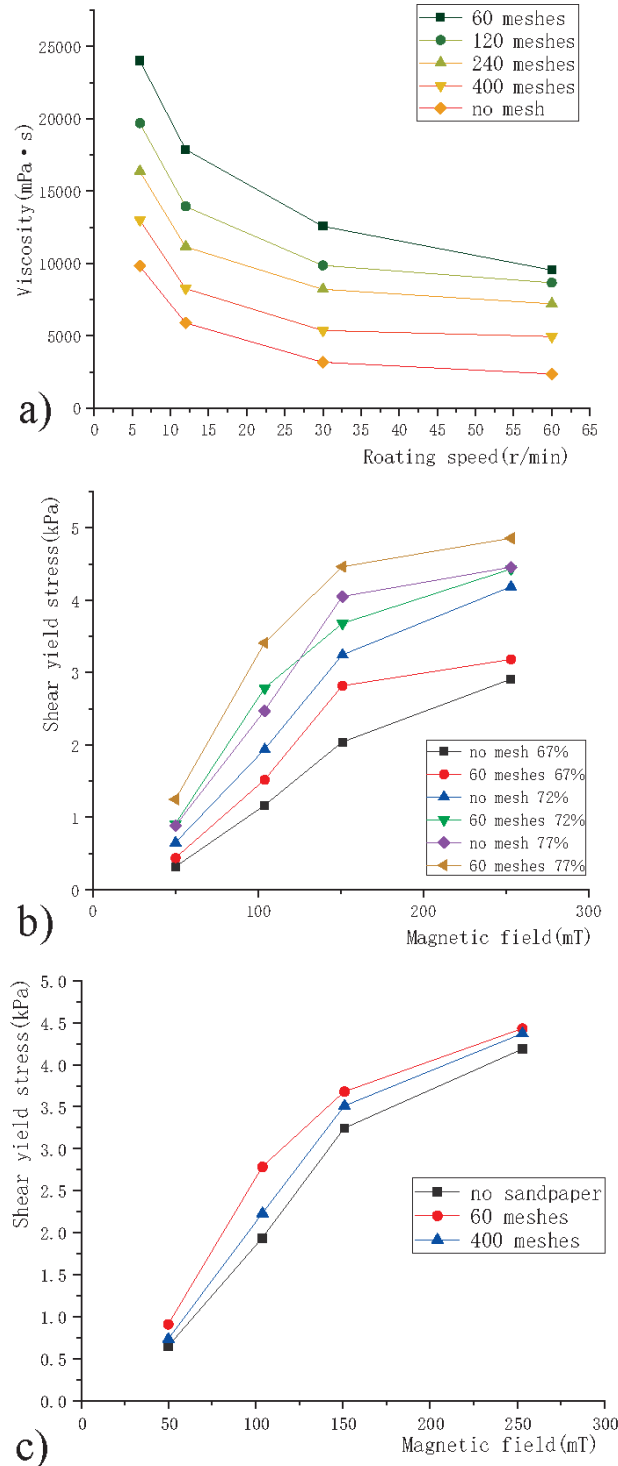 60 meshes
120 meshes
240 meshes
400 meshes
no mesh
25000
20000
15000
10000
5000
0
Viscosity(mPa·s)
0 5 10 15 20 25 30 35 40 45 50 55 60 65
Roating speed(r/min)
a)
5
4
3
2
1
0
Shear yield stress(kPa)
no mesh 67%
60 meshes 67%
no mesh 72%
60 meshes 72%
no mesh 77%
60 meshes 77%
0 100 200 300
Magnetic field(mT)
b)
5.0
4.5
4.0
3.5
3.0
2.5
2.0
1.5
1.0
0.5
0.0
Shear yield stress(kPa)
no sandpaper
60 meshes
400 meshes
0 50 100 150 200 250 300
Magnetic field(mT)
c)